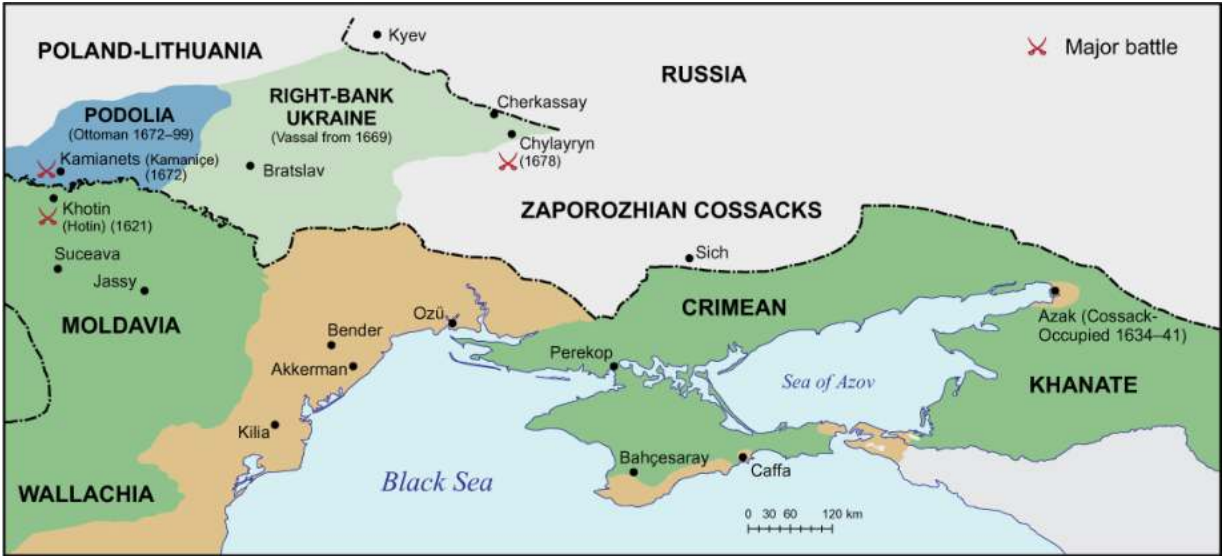 Kyev
POLAND-LITHUANIA
Major battle
RUSSIA
RIGHT-BANK
UKRAINE
(Vassal from 1669)
PODOLIA
(Ottoman 1672–99)
Cherkassay
Chylayryn
(1678)
Kamianets (Kamaniçe)
(1672)
Bratslav
Khotin
(Hotin) (1621)
ZAPOROZHIAN COSSACKS
Suceava
Sich
Jassy
CRIMEAN
Ozü
MOLDAVIA
Azak (Cossack-
Occupied 1634–41)
Bender
Perekop
Akkerman
Sea of Azov
KHANATE
Kilia
Bahçesaray
Caffa
Black Sea
WALLACHIA
0 30 60 120 km